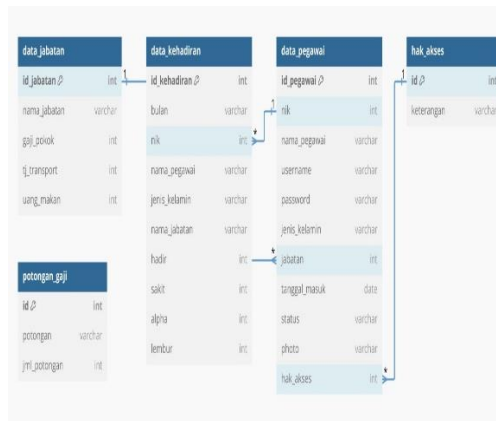 data_jabatan
id_jabatan int
nama_jabatan varchar
gaji_pokok int
tj_transport int
uang_makan int
potongan_gaji
id int
potongan varchar
jml_potongan int
data_kehadiran
id_kehadiran int
bulan varchar
nik int
nama_pegawai varchar
jenis_kelamin varchar
nama_jabatan varchar
hadir int
sakit int
alpha int
lembur int
data_pegawai
id_pegawai int
nik int
nama_pegawai varchar
username varchar
password varchar
jenis_kelamin varchar
jabatan int
tanggal_masuk date
status varchar
photo varchar
hak_akses int
hak_akses
id int
keterangan varchar
1
*
1
*
1
*